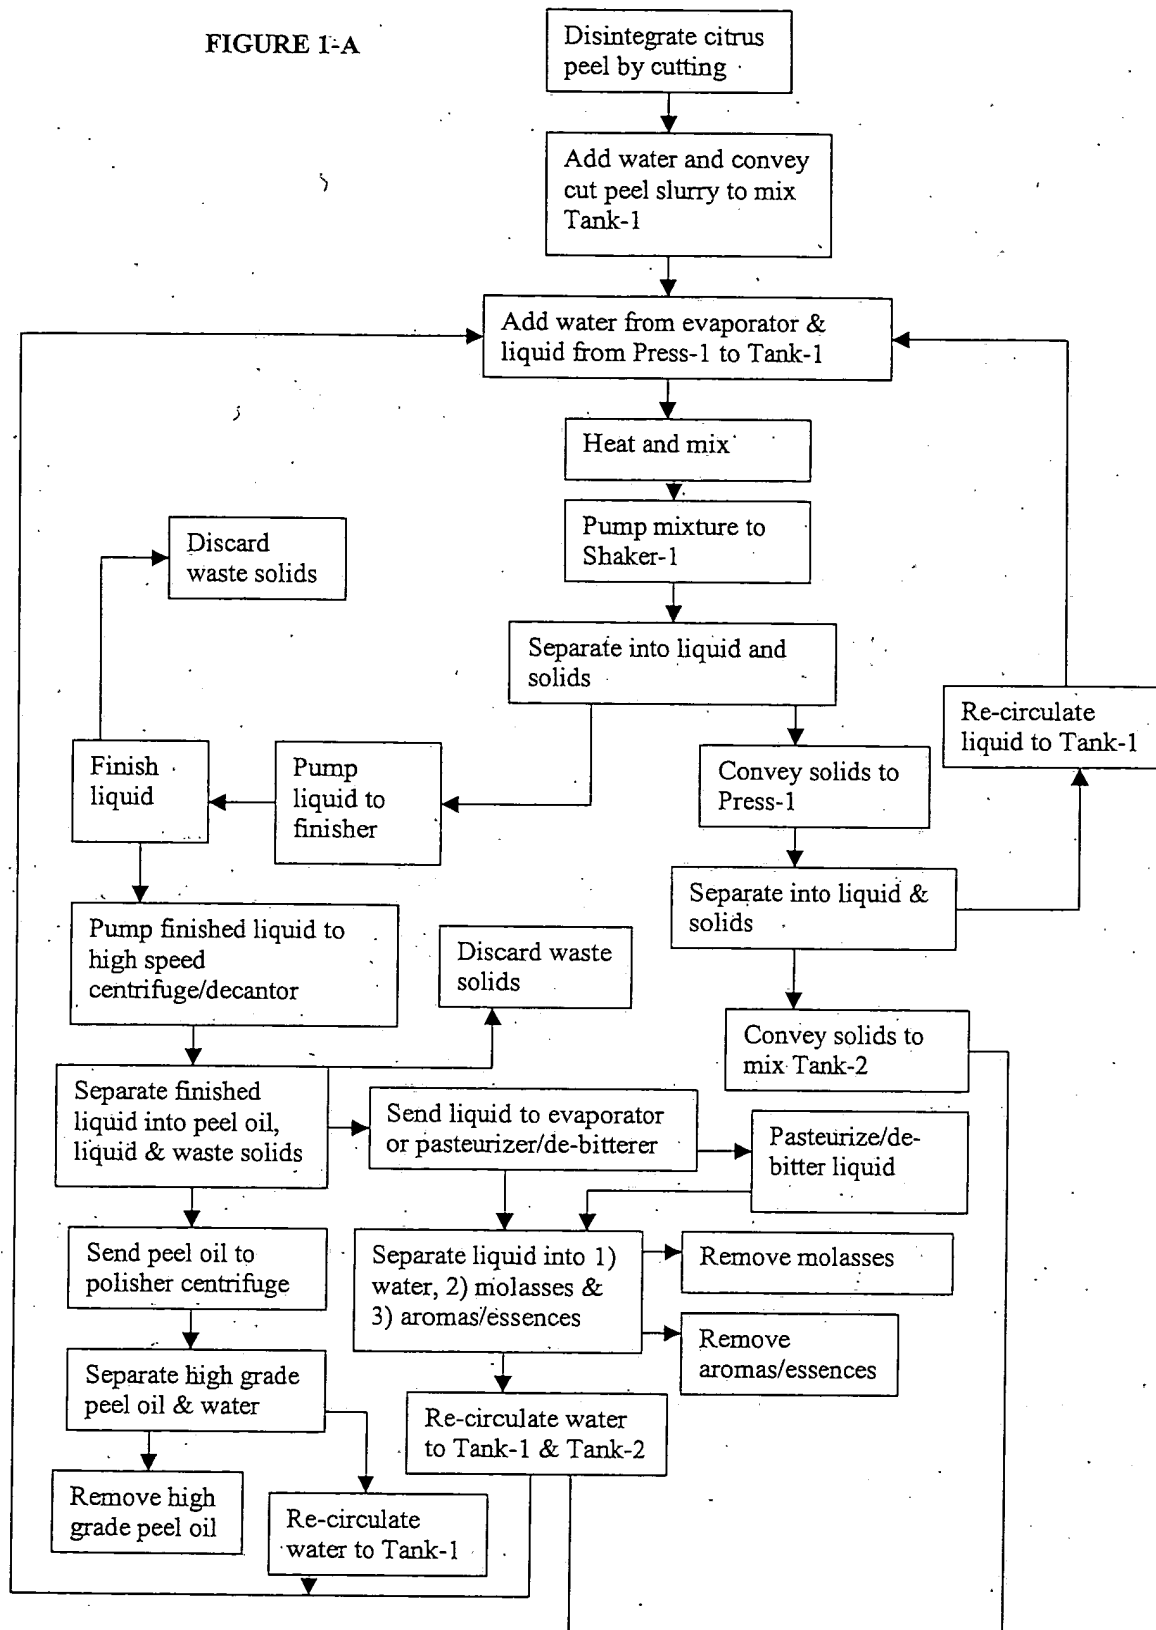 FIGURE 1-A
Disintegrate citrus
peel by cutting
Add water and convey
cut peel slurry to mix
Tank-1
Add water from evaporator &
liquid from Press-1 to Tank-1
Heat and mix
Pump mixture to
Shaker-1
Discard
waste solids
Separate into liquid and
solids
Re-circulate
liquid to Tank-1
Finish
liquid
Pump
liquid to
finisher
Convey solids to
Press-1
Separate into liquid &
solids
Pump finished liquid to
high speed
centrifuge/decantor
Discard waste
solids
Convey solids to
mix Tank-2
Separate finished
liquid into peel oil,
liquid & waste solids
Send liquid to evaporator
or pasteurizer/de-bitterer
Pasteurize/de-
bitter liquid
Send peel oil to
polisher centrifuge
Separate liquid into 1)
water, 2) molasses &
3) aromas/essences
Remove molasses
Remove
aromas/essences
Separate high grade
peel oil & water
Re-circulate water
to Tank-1 & Tank-2
Remove high
grade peel oil
Re-circulate
water to Tank-1